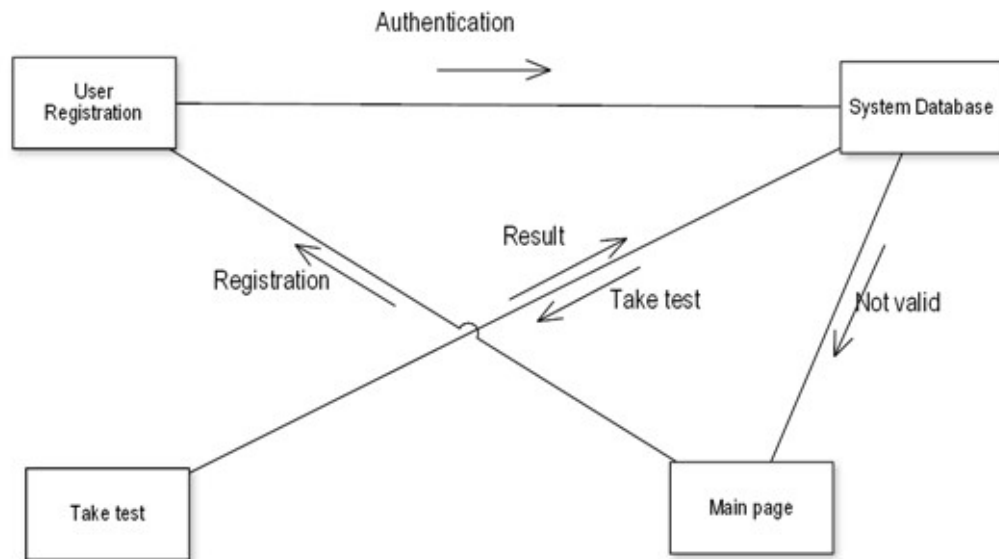 Authentication
User
Registration
System Database
Result
Registration
Take test
Not valid
Take test
Main page